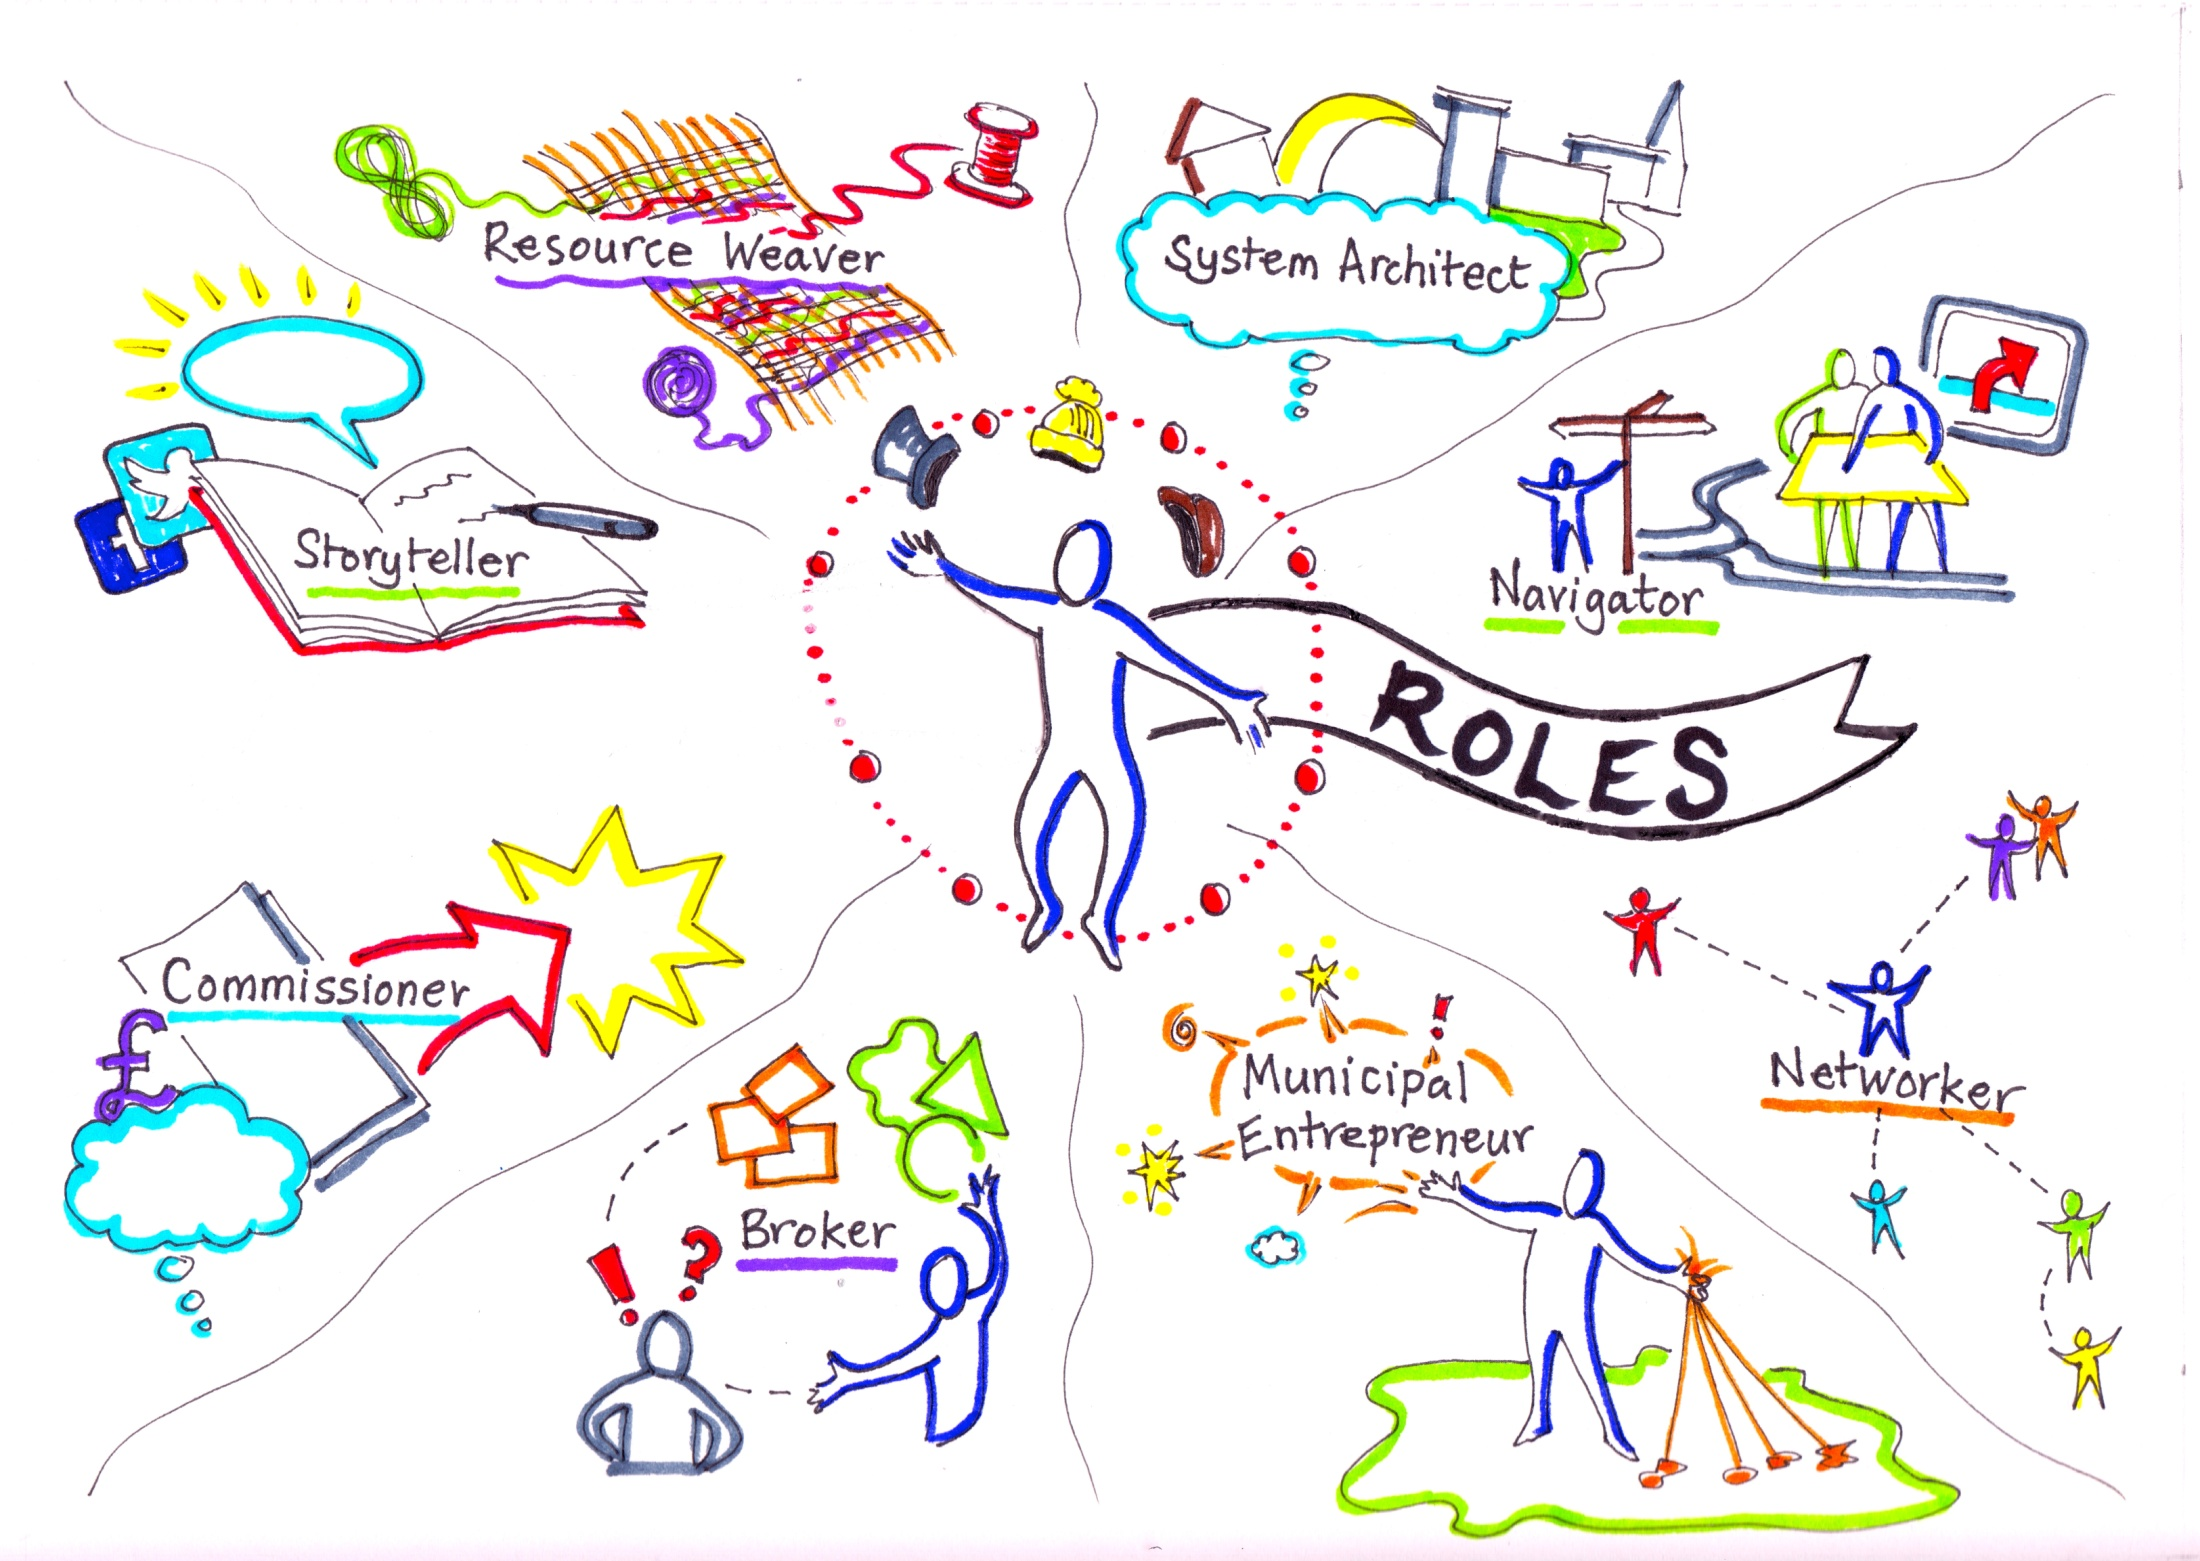 Resource Weaver
System Architect
Storyteller
Navigator
ROLES
Commissioner
£
Broker
! ?
!
Municipal
Entrepreneur
Networker
f